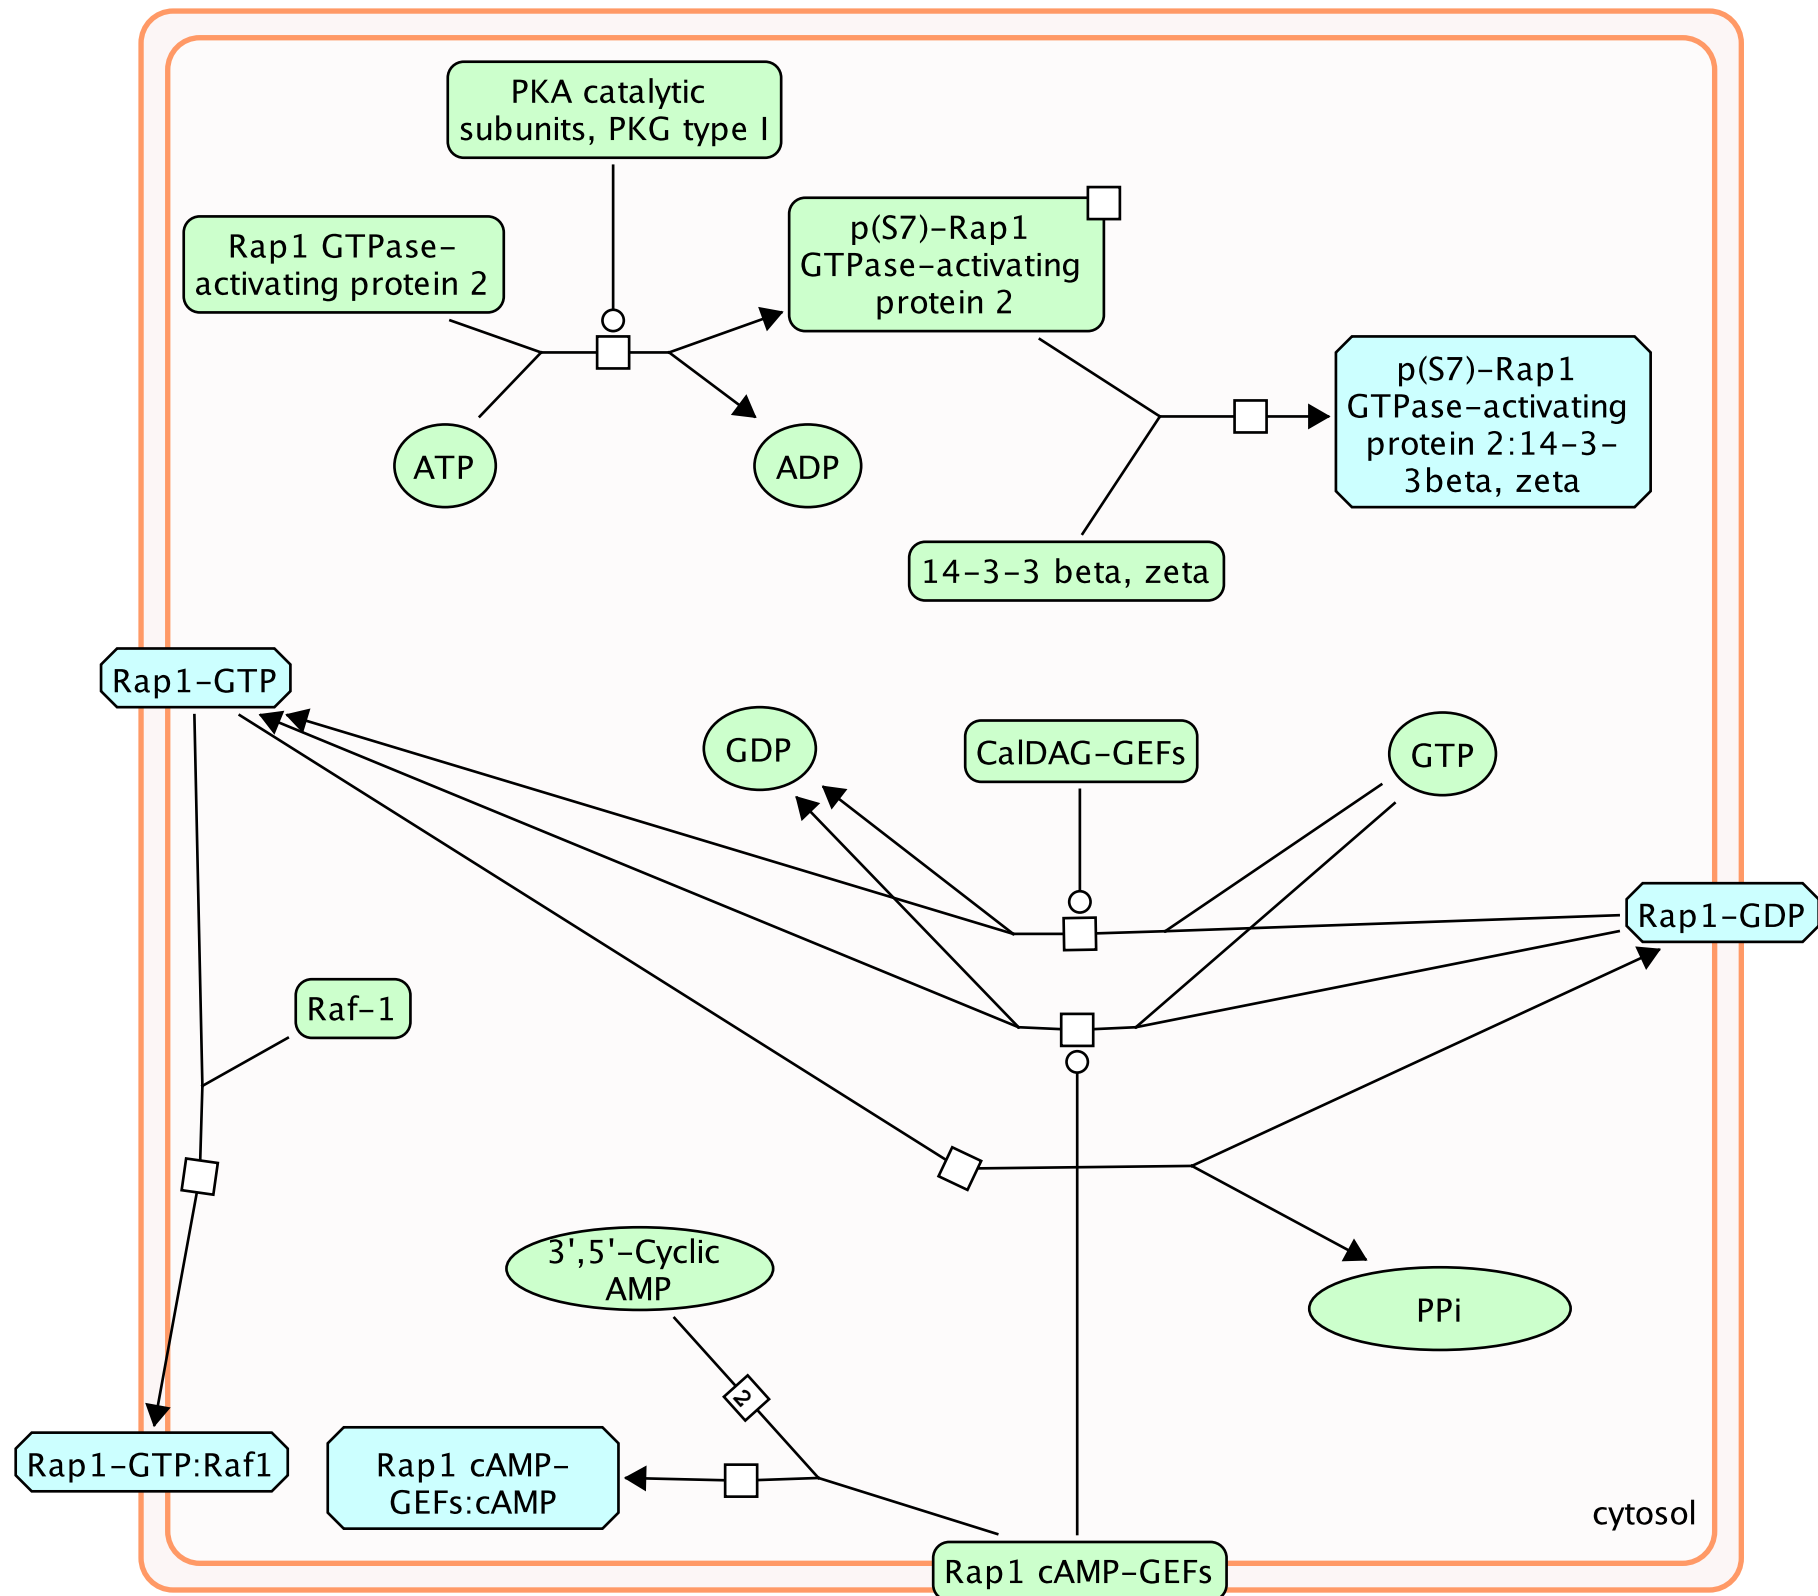 PKA catalytic
subunits, PKG type I
Rap1 GTPase-
activating protein 2
p(S7)-Rap1
GTPase-activating
protein 2
p(S7)-Rap1
GTPase-activating
protein 2:14-3-
3beta, zeta
ATP
ADP
14-3-3 beta, zeta
Rap1-GTP
GDP
CalDAG-GEFs
GTP
Rap1-GDP
Raf-1
3',5'-Cyclic
AMP
PPi
2
Rap1-GTP:Raf1
Rap1 cAMP-
GEFs:cAMP
cytosol
Rap1 cAMP-GEFs